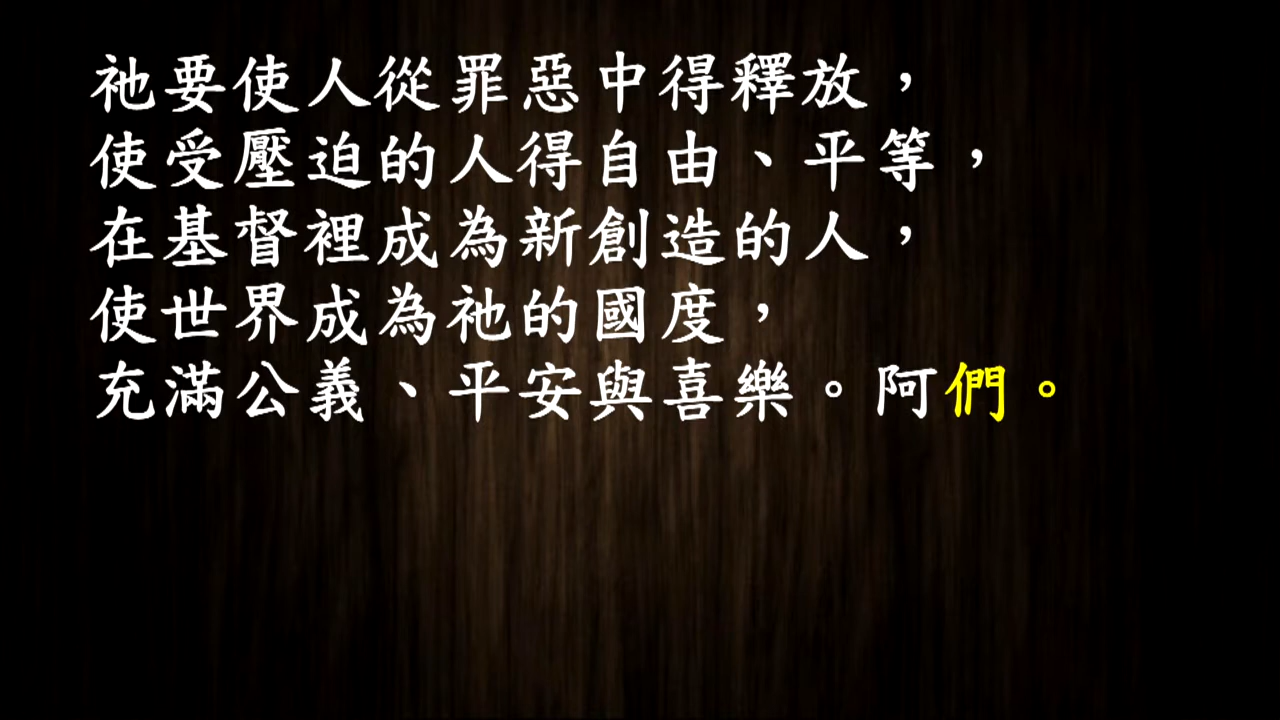 祂要使人從罪惡中得釋放，
使受壓迫的人得自由、平等，
在基督裡成為新創造的人，
使世界成為祂的國度，
充滿公義、平安與喜樂。阿們。